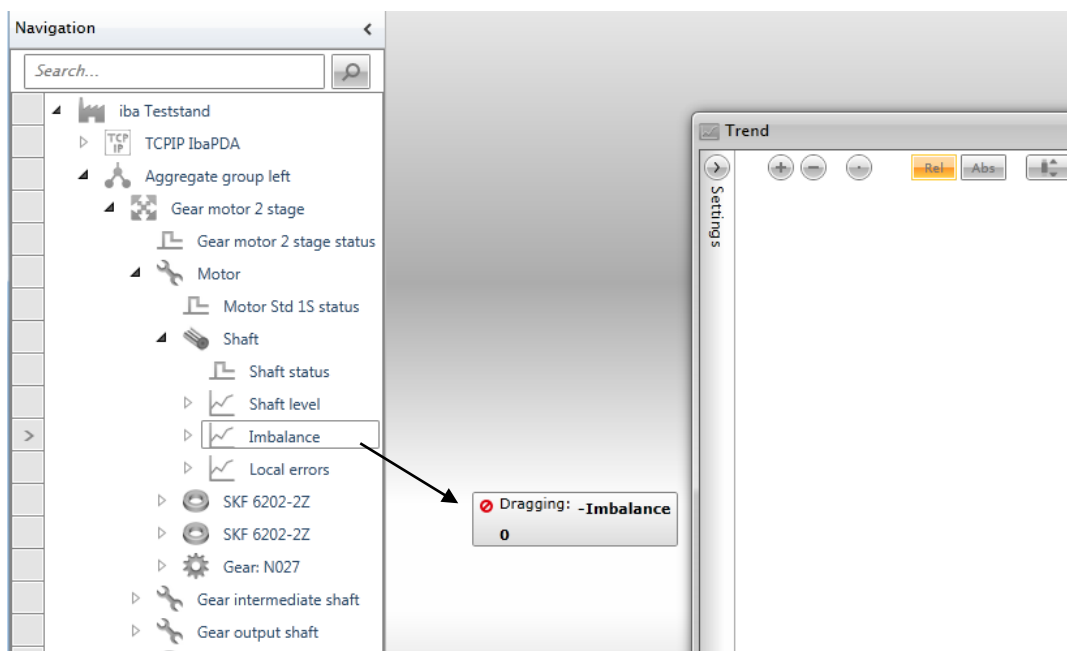 Navigation
Search...
iba Teststand
TCP
IP
TCPIP IbaPDA
Aggregate group left
Gear motor 2 stage
Gear motor 2 stage status
Motor
Motor Std 1S status
Shaft
Shaft status
Shaft level
Imbalance
Local errors
SKF 6202-2Z
SKF 6202-2Z
Gear: N027
Gear intermediate shaft
Gear output shaft
Dragging: -Imbalance
0
Trend
Rel Abs
Settings